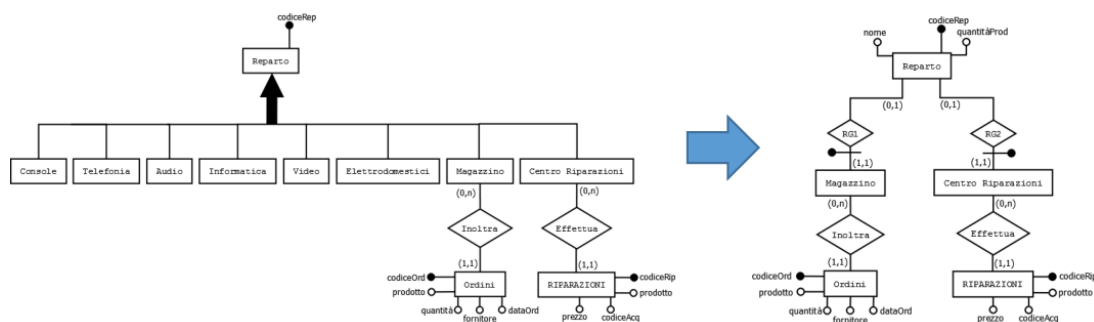 codiceRep
Reparto
Console
Telefonia
Audio
Informatica
Video
Elettrodomestici
Magazzino
Centro Riparazioni
(0,n)
(0,n)
Inoltra
Effettua
(1,1)
(1,1)
codiceOrd
prodotto
Ordini
quantità
fornitore
dataOrd
RIPARAZIONI
codiceRip
prodotto
prezzo
codiceAcq
codiceRep
nome
quantitàProd
Reparto
(0,1)
(0,1)
RG1
RG2
(1,1)
(1,1)
Magazzino
Centro Riparazioni
(0,n)
(0,n)
Inoltra
Effettua
(1,1)
(1,1)
codiceOrd
prodotto
Ordini
quantità
fornitore
dataOrd
RIPARAZIONI
codiceRip
prodotto
prezzo
codiceAcq